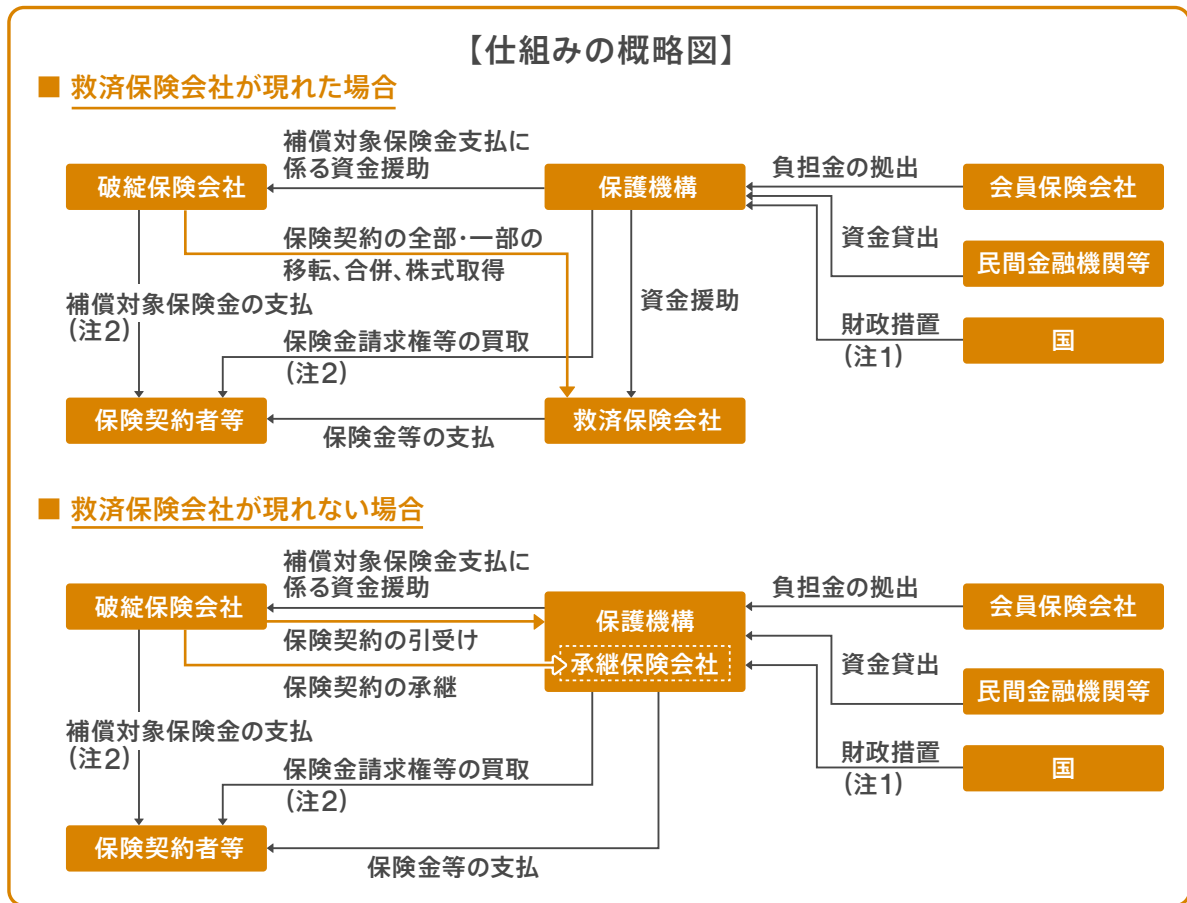 【仕組みの概略図】
■ 救済保険会社が現れた場合
補償対象保険金支払に
係る資金援助
負担金の拠出
破綻保険会社
保護機構
会員保険会社
保険契約の全部・一部の
移転、合併、株式取得
資金貸出
民間金融機関等
補償対象保険金の支払
(注2)
資金援助
保険金請求権等の買取
(注2)
財政措置
(注1)
国
保険契約者等
救済保険会社
保険金等の支払
■ 救済保険会社が現れない場合
補償対象保険金支払に
係る資金援助
負担金の拠出
破綻保険会社
保護機構
会員保険会社
保険契約の引受け
承継保険会社
資金貸出
保険契約の承継
民間金融機関等
補償対象保険金の支払
(注2)
保険金請求権等の買取
(注2)
財政措置
(注1)
国
保険契約者等
保険金等の支払